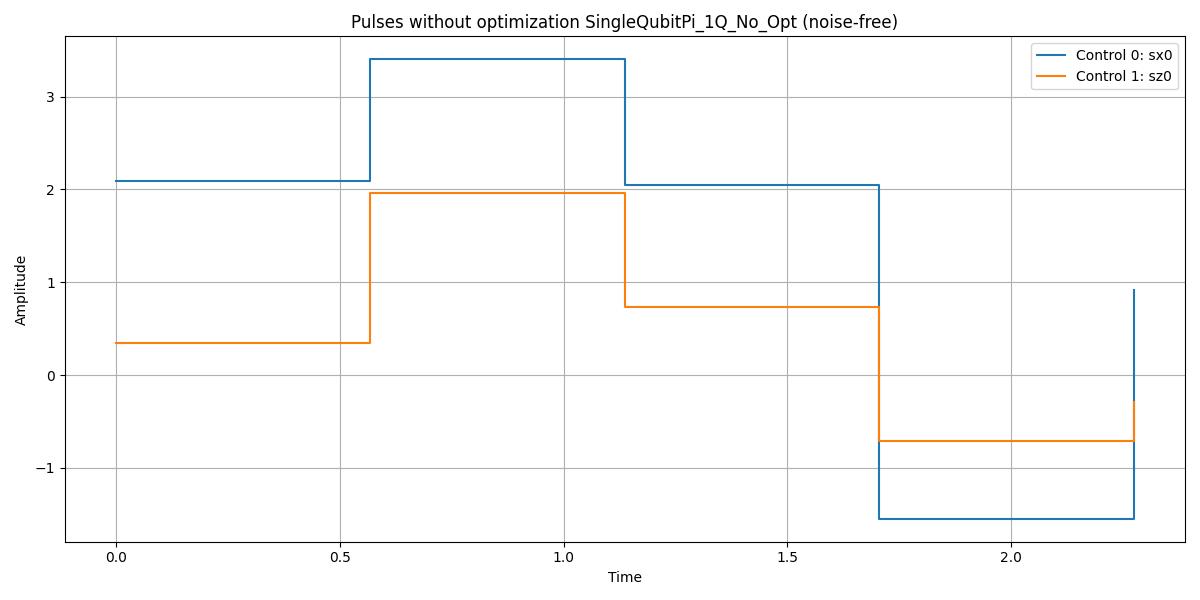 Pulses without optimization SingleQubitPi_1Q_No_Opt (noise-free)
Control 0: sx0
Control 1: sz0
Amplitude
3
2
1
0
−1
0.0
0.5
1.0
1.5
2.0
Time